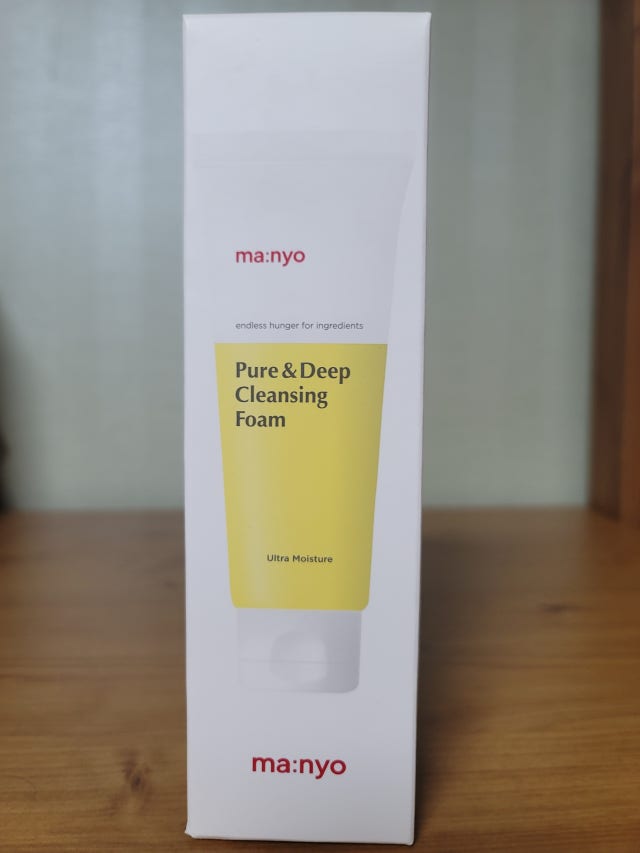 ma:nyo
endless hunger for ingredients
Pure & Deep
Cleansing
Foam
Ultra Moisture
ma:nyo